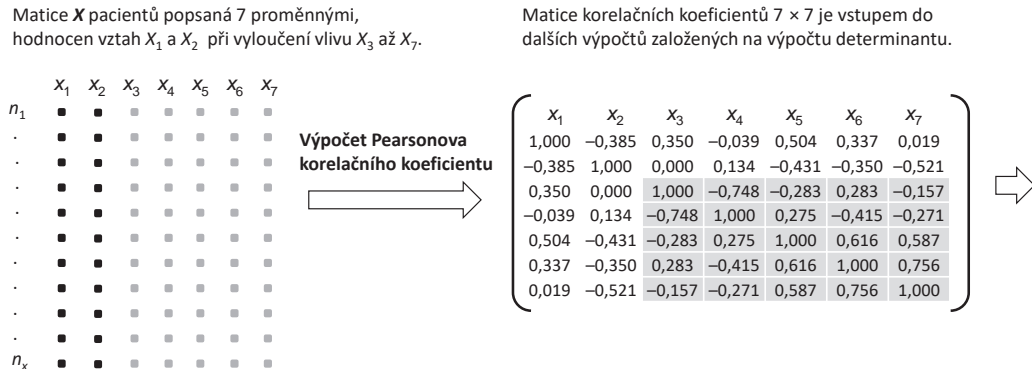 Matice X pacientů popsaná 7 proměnnými,
hodnocen vztah X1 a X2 při vyloučení vlivu X3 až X7.
x1 x2 x3 x4 x5 x6 x7
n1
.
.
.
.
.
.
.
.
.
nx
Výpočet Pearsonova
korelačního koeficientu
Matice korelačních koeficientů 7 × 7 je vstupem do
dalších výpočtů založených na výpočtu determinantu.
x1 x2 x3 x4 x5 x6 x7
1,000 –0,385 0,350 –0,039 0,504 0,337 0,019
–0,385 1,000 0,000 0,134 –0,431 –0,350 –0,521
0,350 0,000 1,000 –0,748 –0,283 0,283 –0,157
–0,039 0,134 –0,748 1,000 0,275 –0,415 –0,271
0,504 –0,431 –0,283 0,275 1,000 0,616 0,587
0,337 –0,350 0,283 –0,415 0,616 1,000 0,756
0,019 –0,521 –0,157 –0,271 0,587 0,756 1,000